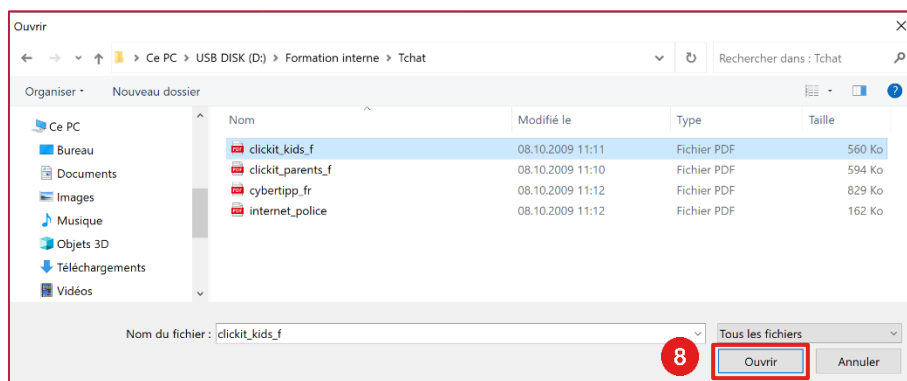 Ouvrir
Ce PC > USB DISK (D:) > Formation interne > Tchat
Rechercher dans : Tchat
Organiser
Nouveau dossier
Nom Modifié le Type Taille
Ce PC
Bureau
Documents
Images
Musique
Objets 3D
Téléchargements
Vidéos
clickit_kids_f 08.10.2009 11:11 Fichier PDF 560 Ko
clickit_parents_f 08.10.2009 11:10 Fichier PDF 594 Ko
cybertipp_fr 08.10.2009 11:12 Fichier PDF 829 Ko
internet_police 08.10.2009 11:12 Fichier PDF 162 Ko
Nom du fichier : clickit_kids_f
Tous les fichiers
8
Ouvrir
Annuler